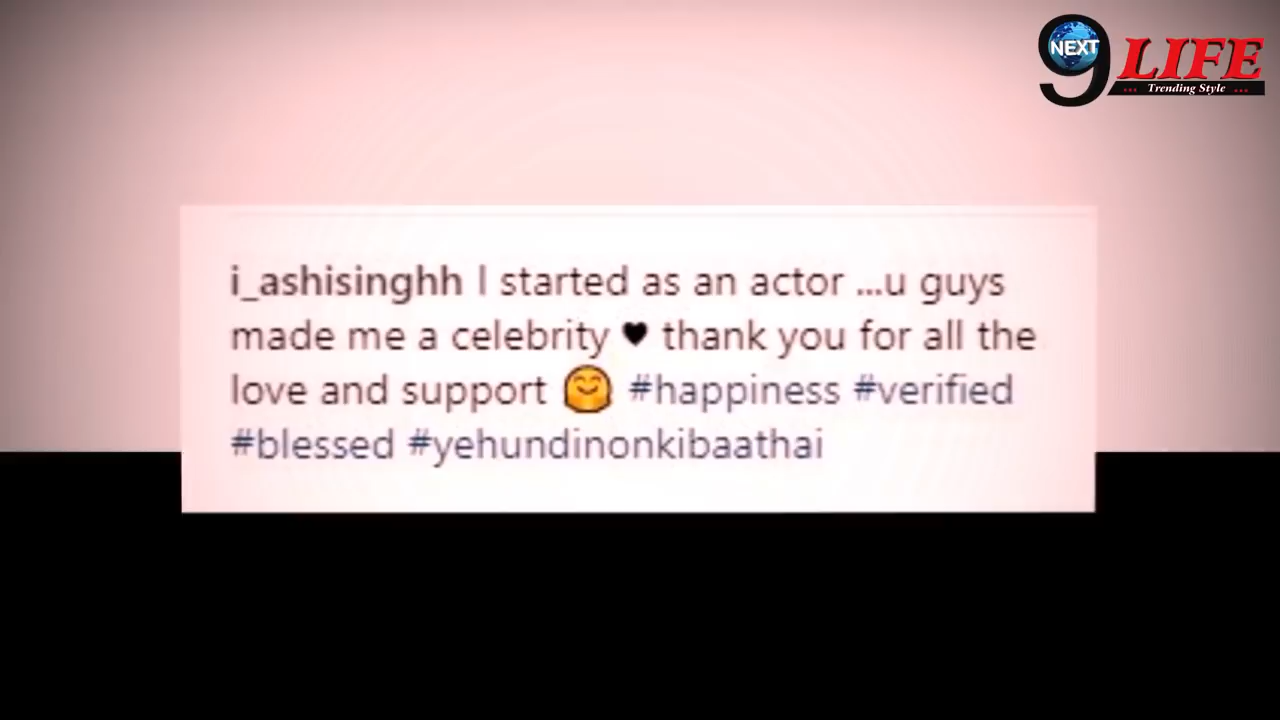 NEXT
9 LIFE
... Trending Style ...
i_ashisinghh I started as an actor ...u guys
made me a celebrity ♥ thank you for all the
love and support 🤗 #happiness #verified
#blessed #yehundinonkibaathai